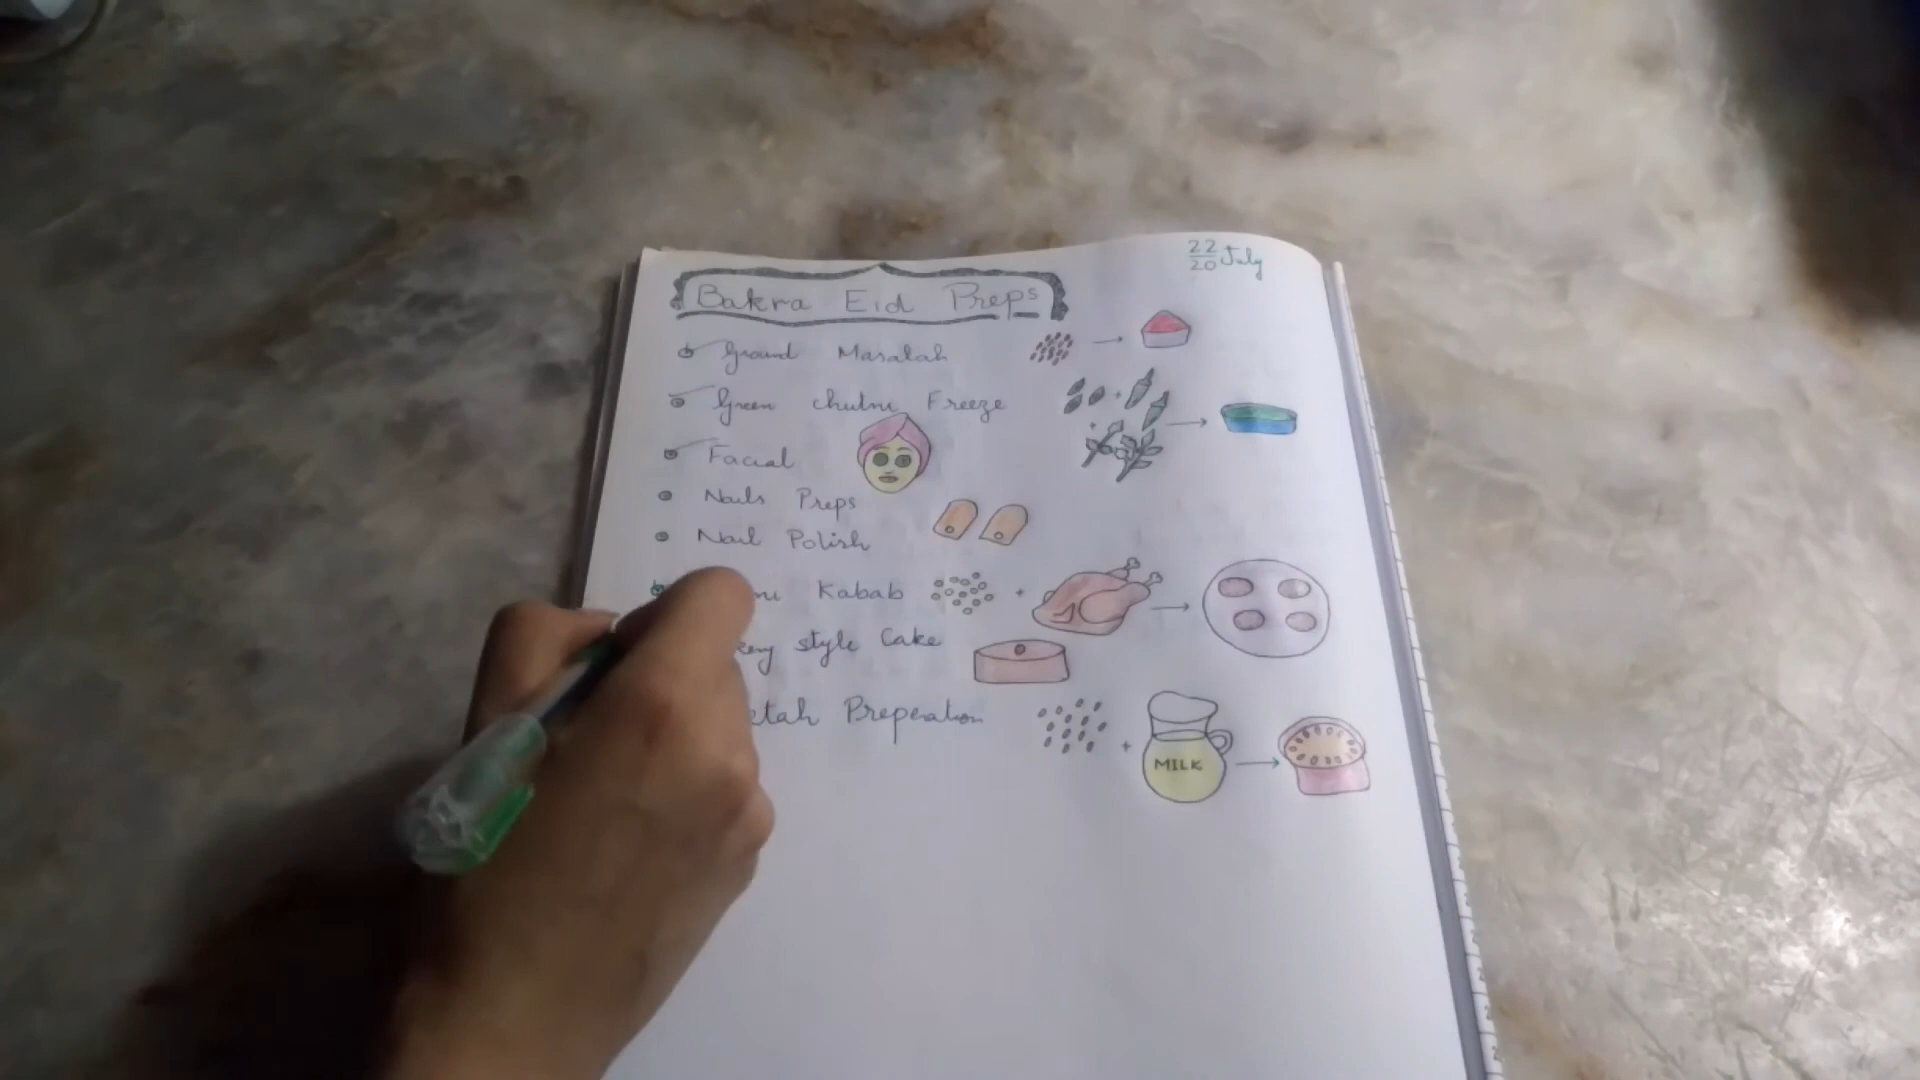 22
20 July
Bakra Eid Preps
Ground Masalah
Green chutni Freeze
Facial
Nails Preps
Nail Polish
Kabab
style Cake
Preperation
MILK